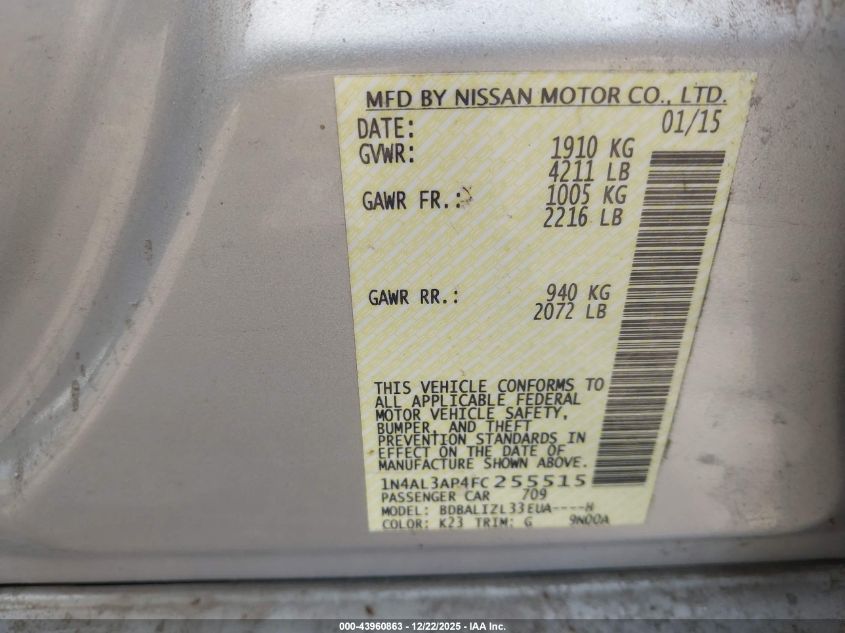 MFD BY NISSAN MOTOR CO., LTD.
DATE: 01/15
GVWR: 1910 KG
4211 LB
GAWR FR.: 1005 KG
2216 LB
GAWR RR.: 940 KG
2072 LB
THIS VEHICLE CONFORMS TO
ALL APPLICABLE FEDERAL
MOTOR VEHICLE SAFETY,
BUMPER, AND THEFT
PREVENTION STANDARDS IN
EFFECT ON THE DATE OF
MANUFACTURE SHOWN ABOVE.
1N4AL3AP4FC255515
PASSENGER CAR 709
MODEL: BDBALIZL33EUA----H
COLOR: K23 TRIM: G 9N00A
000-43960863 - 12/22/2025 - IAA Inc.